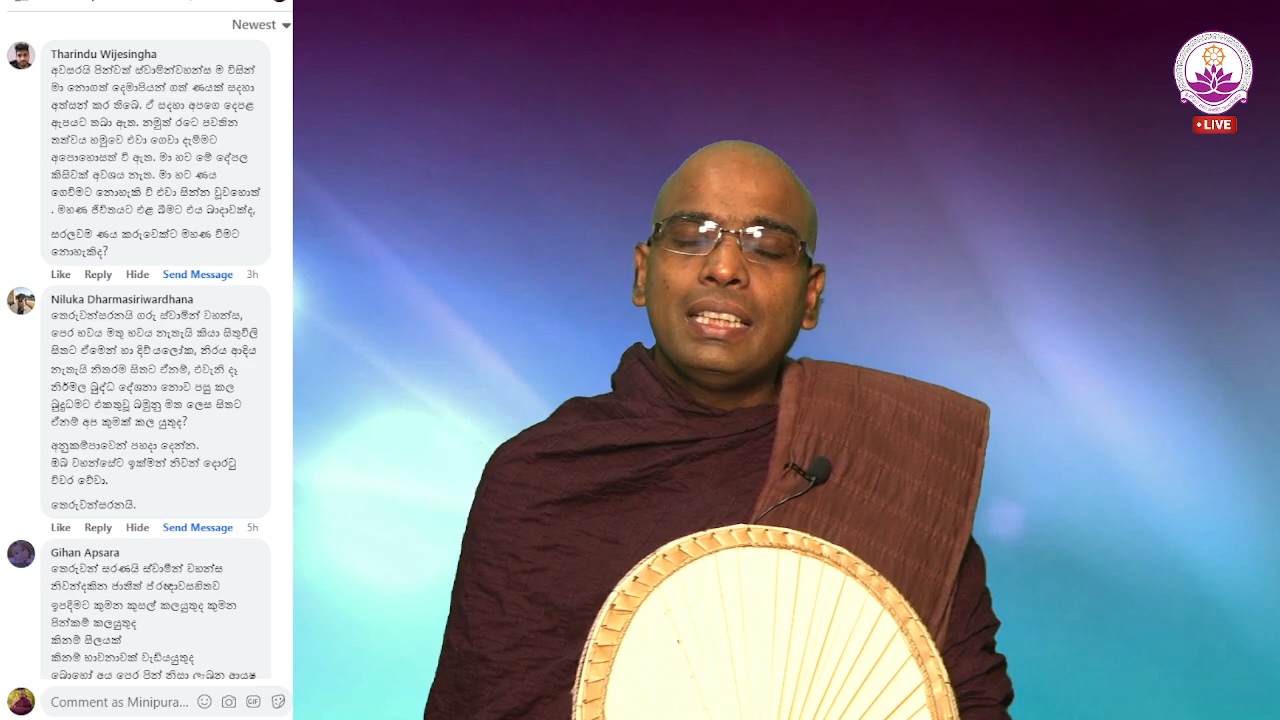 Newest
Tharindu Wijesingha
අවසරයි පින්වත් ස්වාමින්වහන්ස ම විසින්
මා නොගත් දෙමාපියන් ගත් ණයක් සදහා
අත්සන් කර තිබෙ. ඒ සදහා අපගෙ දෙපළ
ඇපයට තබා ඇත. නමුත් රටෙ පවතින
තත්වය හමුවෙ එවා ගෙවා දැම්මට
අපොහොසත් වි ඇත. මා හට මේ දේපල
කිසිවක් අවශය නැත. මා හට ණය
ගෙවීමට නොහැකි වි එවා සින්න වූවහොත්
. මහණ ජීවිතයට එළ බීමට එය බාදාවක්ද,
සරලවම ණය කරුවෙක්ට මහණ වීමට
නොහැකිද?
Like Reply Hide Send Message 3h
Niluka Dharmasiriwardhana
තෙරුවන්සරනයි ගරු ස්වාමීන් වහන්ස,
පෙර භවය මතු භවය නැතැයි කියා සිතුවිලි
සිතට ඒමෙන් හා දිව්‍යලෝක, නිරය ආදිය
නැතැයි නිතරම සිතට ඒනම්, එවැනි දෑ
නිර්මල බුද්ධ දේශනා නොව පසු කල
බුදුදමට එකතුවූ බමුනු මත ලෙස සිතට
ඒනම් අප කුමක් කල යුතුද?
අනුකම්පාවෙන් පහදා දෙන්න.
ඔබ වහන්සේට ඉක්මන් නිවන් දොරටු
විවර වේවා.
තෙරුවන්සරනයි.
Like Reply Hide Send Message 5h
Gihan Apsara
තෙරුවන් සරණයි ස්වාමීන් වහන්ස
නිවන්දකින ජාතිත් ප්‍රඥාවසහිතව
ඉපදීමට කුමන කුසල් කලයුතුද කුමන
පින්කම් කලයුතුද
කිනම් සීලයක්
කිනම් භාවනාවක් වැඩියයුතුද
බොහෝ අය පෙර පින් නිසා ලැබුන ආයුෂ
Comment as Minipura...
GIF
• LIVE